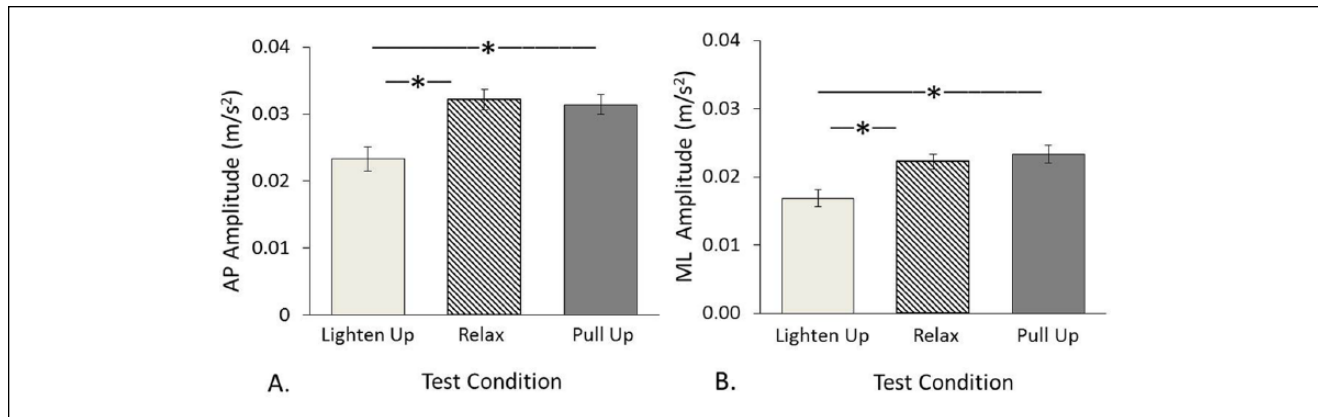 0.04
0.03
0.02
0.01
0
AP Amplitude (m/s²)
*
*
Lighten Up Relax Pull Up
A. Test Condition
0.04
0.03
0.02
0.01
0.00
ML Amplitude (m/s²)
*
*
Lighten Up Relax Pull Up
B. Test Condition